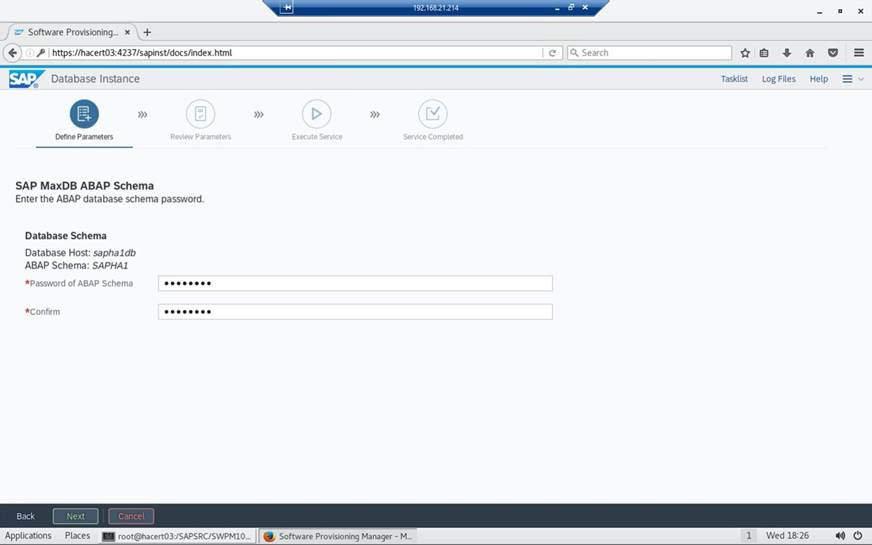 192.168.21.214
Software Provisioning...
https://hacert03:4237/sapinst/docs/index.html
Search
SAP Database Instance
Tasklist Log Files Help
Define Parameters
Review Parameters
Execute Service
Service Completed
SAP MaxDB ABAP Schema
Enter the ABAP database schema password.
Database Schema
Database Host: sapha1db
ABAP Schema: SAPHA1
*Password of ABAP Schema ••••••••
*Confirm ••••••••
Back Next Cancel
Applications Places root@hacert03:/SAPSRC/SWPM10... Software Provisioning Manager - M... 1 Wed 18:26